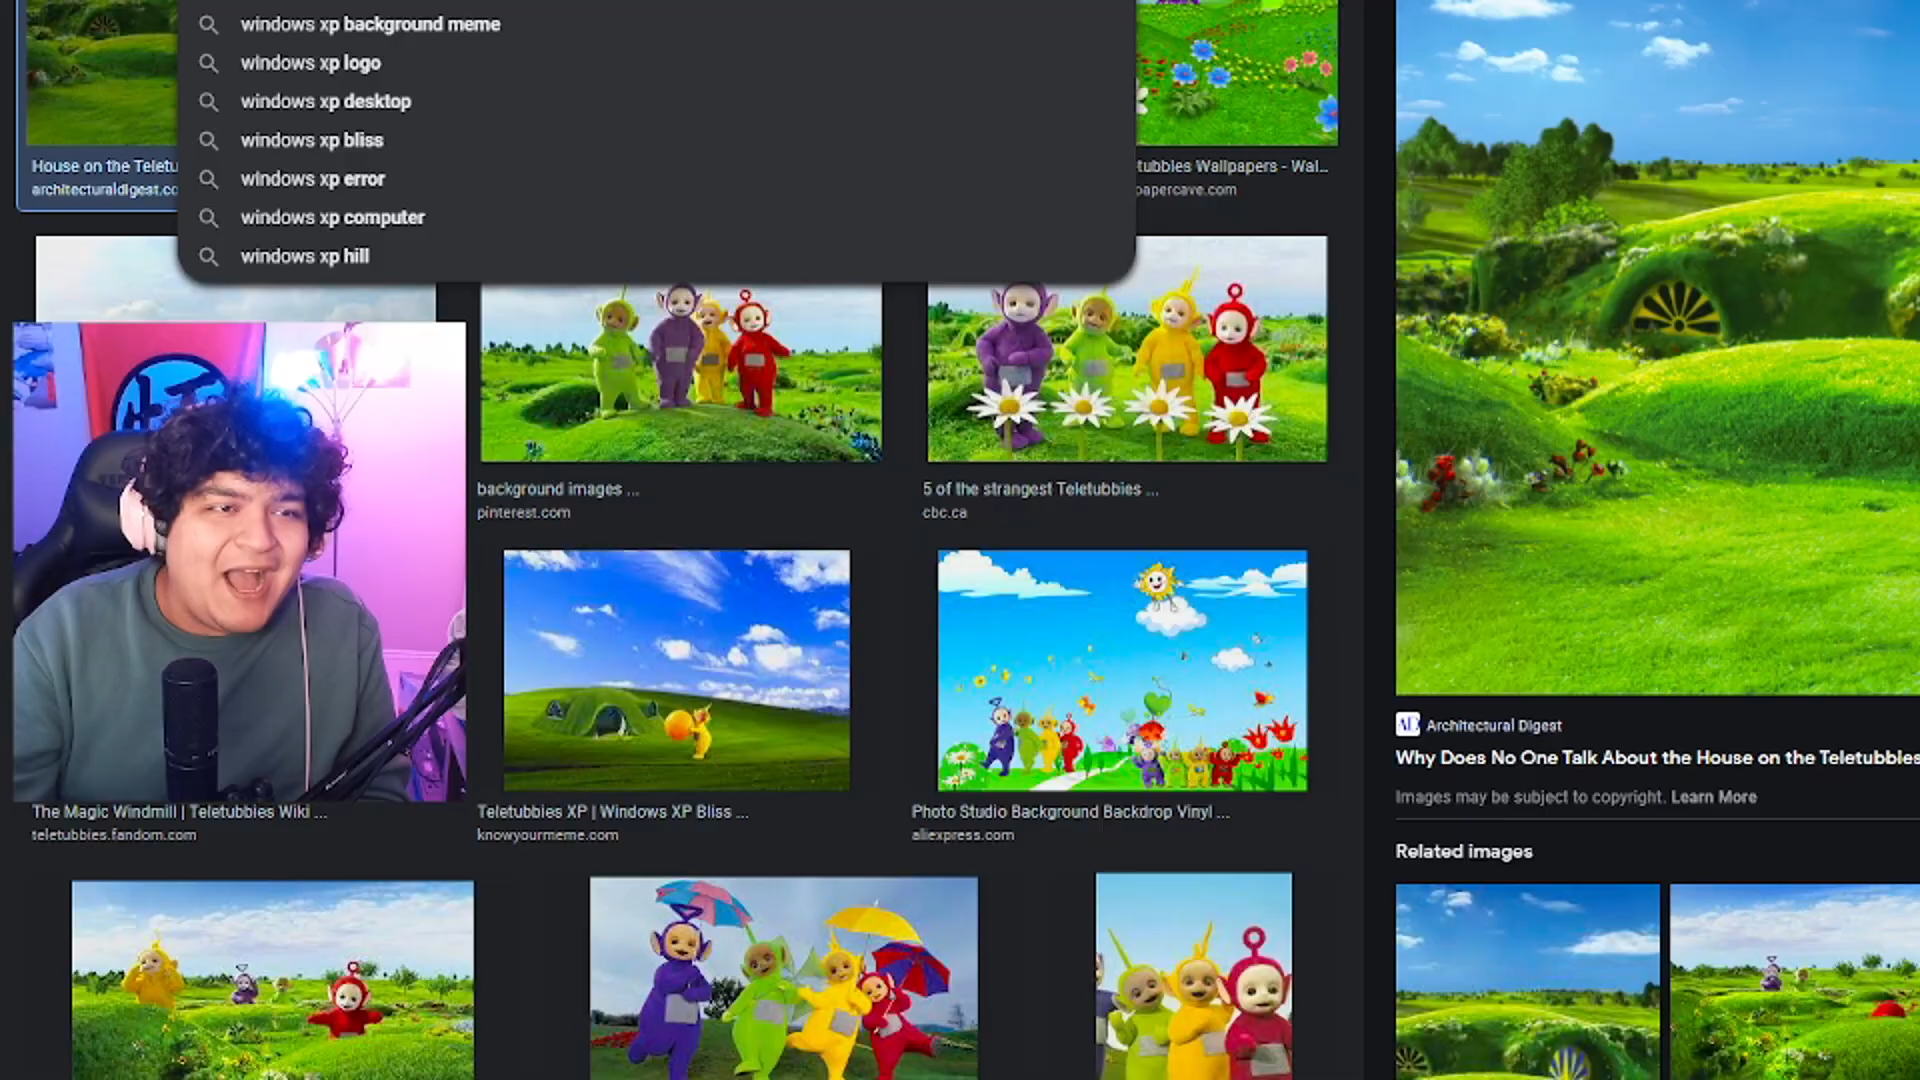 windows xp background meme
windows xp logo
windows xp desktop
windows xp bliss
windows xp error
windows xp computer
windows xp hill
House on the Teletu
architecturaldigest.co
tubbies Wallpapers - Wal...
papercave.com
background images ...
pinterest.com
5 of the strangest Teletubbies ...
cbc.ca
The Magic Windmill | Teletubbies Wiki ...
teletubbies.fandom.com
Teletubbies XP | Windows XP Bliss ...
knowyourmeme.com
Photo Studio Background Backdrop Vinyl ...
aliexpress.com
AD Architectural Digest
Why Does No One Talk About the House on the Teletubbies
Images may be subject to copyright. Learn More
Related images